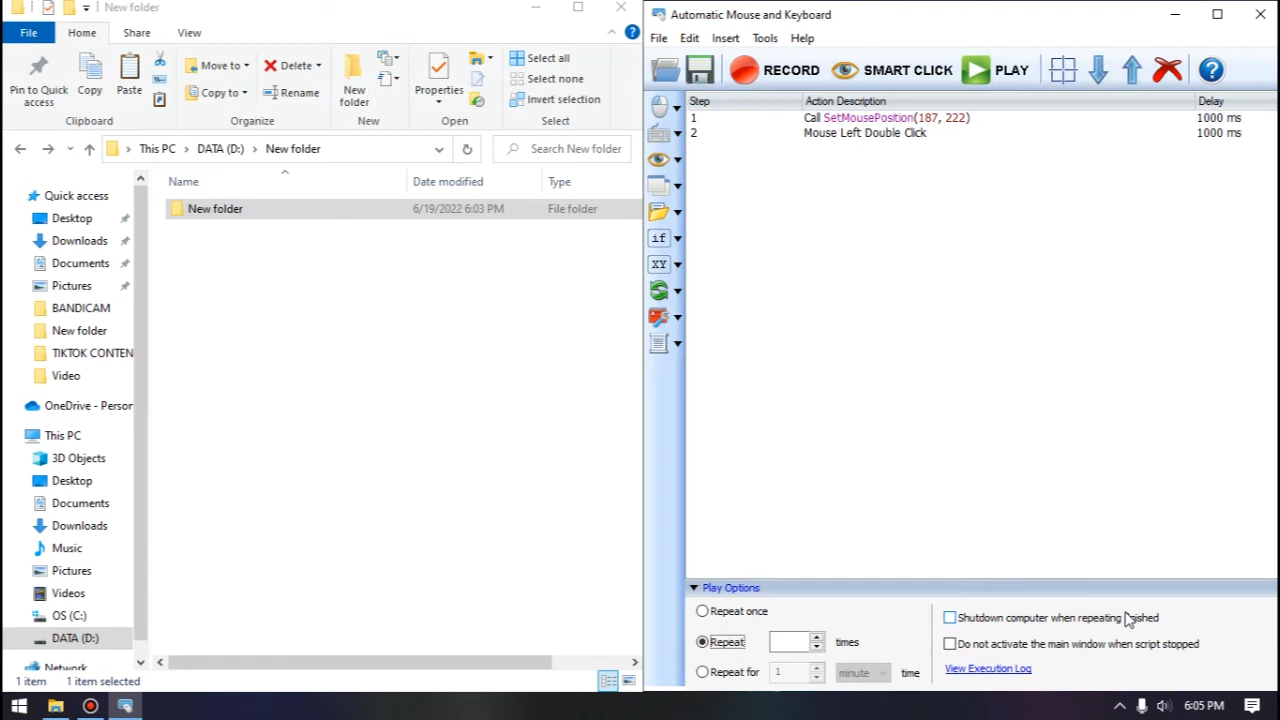 New folder
File
Home
Share
View
Pin to Quick
access
Copy
Paste
Move to
Copy to
Delete
Rename
New
folder
Properties
Select all
Select none
Invert selection
Clipboard
Organize
New
Open
Select
This PC > DATA (D:) > New folder
Search New folder
Name
Date modified
Type
New folder
6/19/2022 6:03 PM
File folder
Quick access
Desktop
Downloads
Documents
Pictures
BANDICAM
New folder
TIKTOK CONTEN
Video
OneDrive - Persor
This PC
3D Objects
Desktop
Documents
Downloads
Music
Pictures
Videos
OS (C:)
DATA (D:)
Network
1 item
1 item selected
Automatic Mouse and Keyboard
File
Edit
Insert
Tools
Help
RECORD
SMART CLICK
PLAY
if
XY
Step
Action Description
Delay
1
Call SetMousePosition(187, 222)
1000 ms
2
Mouse Left Double Click
1000 ms
Play Options
Repeat once
Repeat
times
Repeat for
1
minute
time
Shutdown computer when repeating finished
Do not activate the main window when script stopped
View Execution Log
6:05 PM